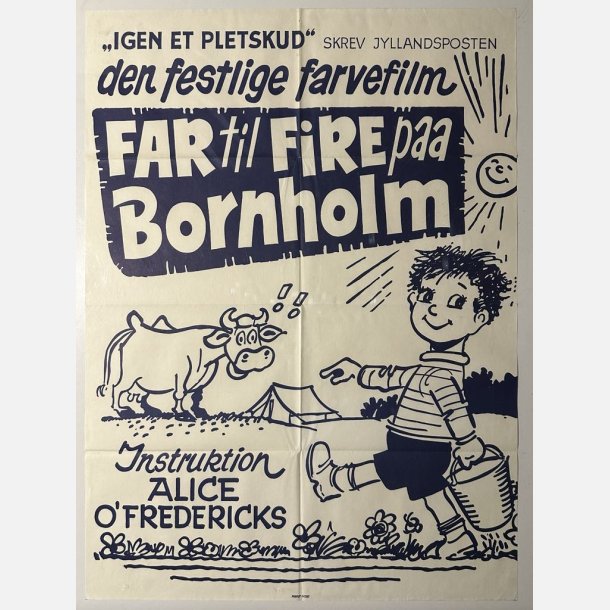 „IGEN ET PLETSKUD" SKREV JYLLANDSPOSTEN
den festlige farvefilm
FAR til FIRE paa
Bornholm
! ! 
Instruktion
ALICE
O'FREDERICKS